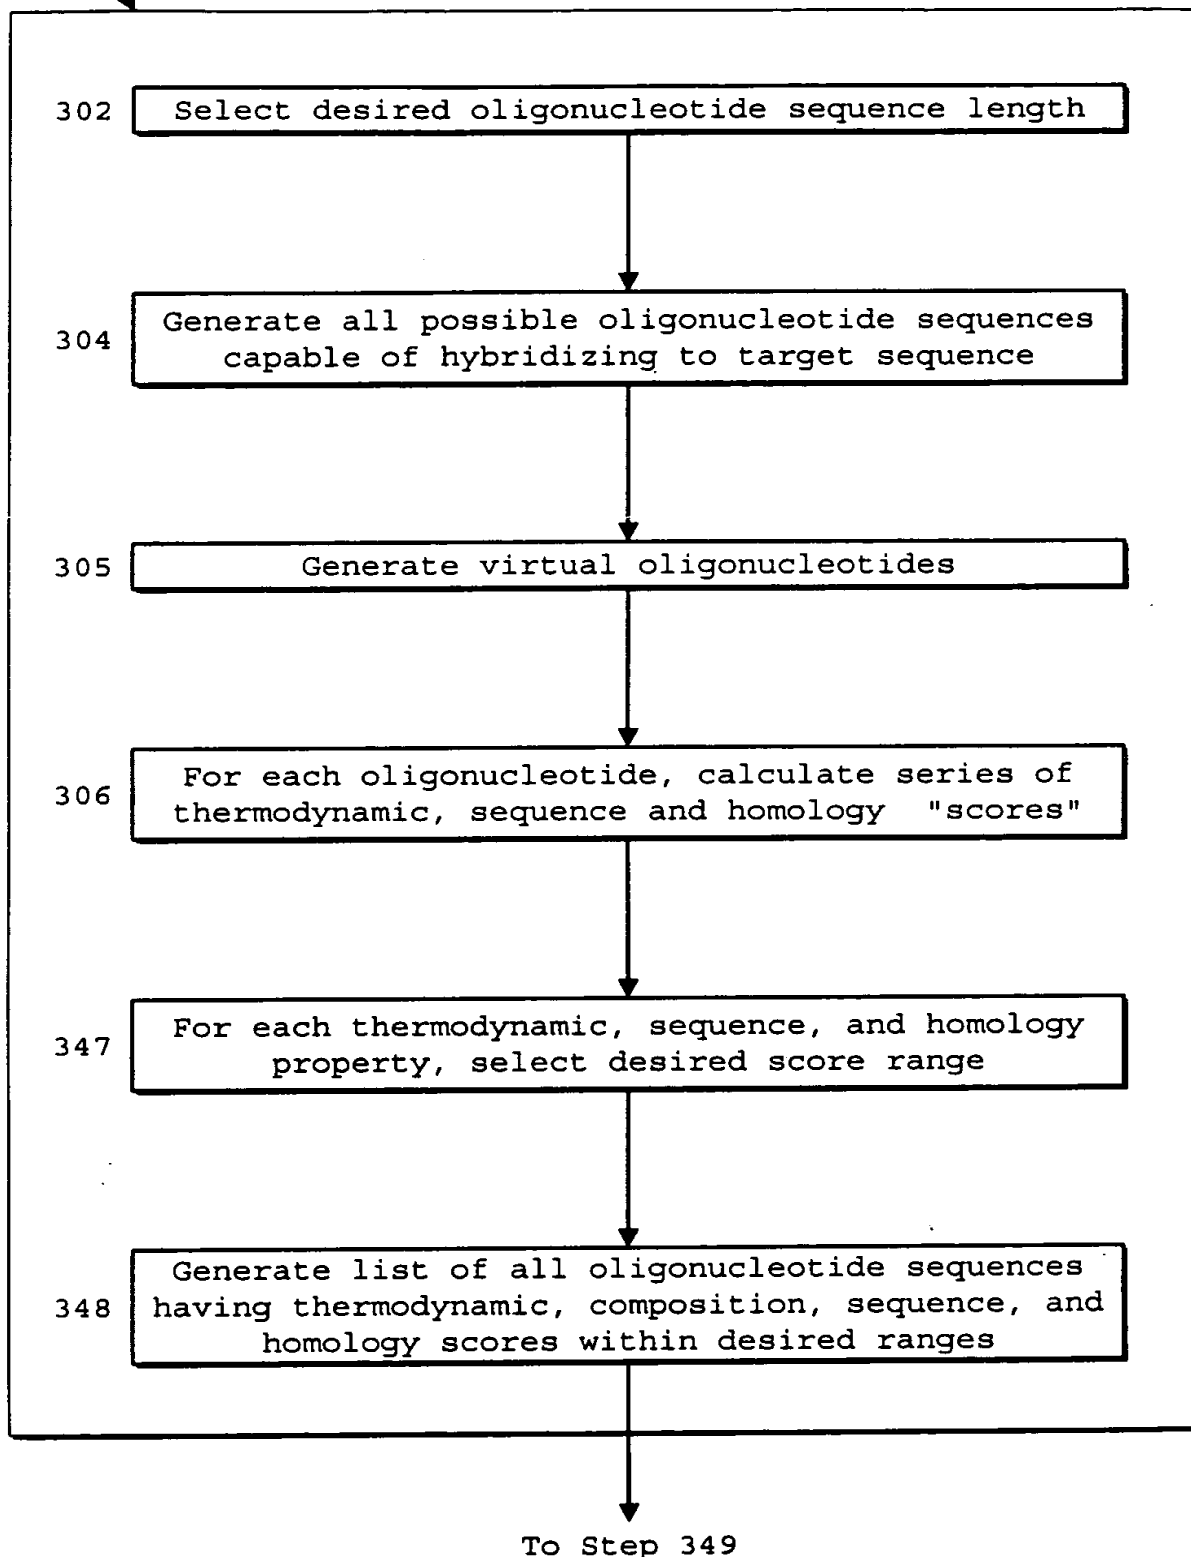 302 Select desired oligonucleotide sequence length
304 Generate all possible oligonucleotide sequences
capable of hybridizing to target sequence
305 Generate virtual oligonucleotides
306 For each oligonucleotide, calculate series of
thermodynamic, sequence and homology "scores"
347 For each thermodynamic, sequence, and homology
property, select desired score range
348 Generate list of all oligonucleotide sequences
having thermodynamic, composition, sequence, and
homology scores within desired ranges
To Step 349